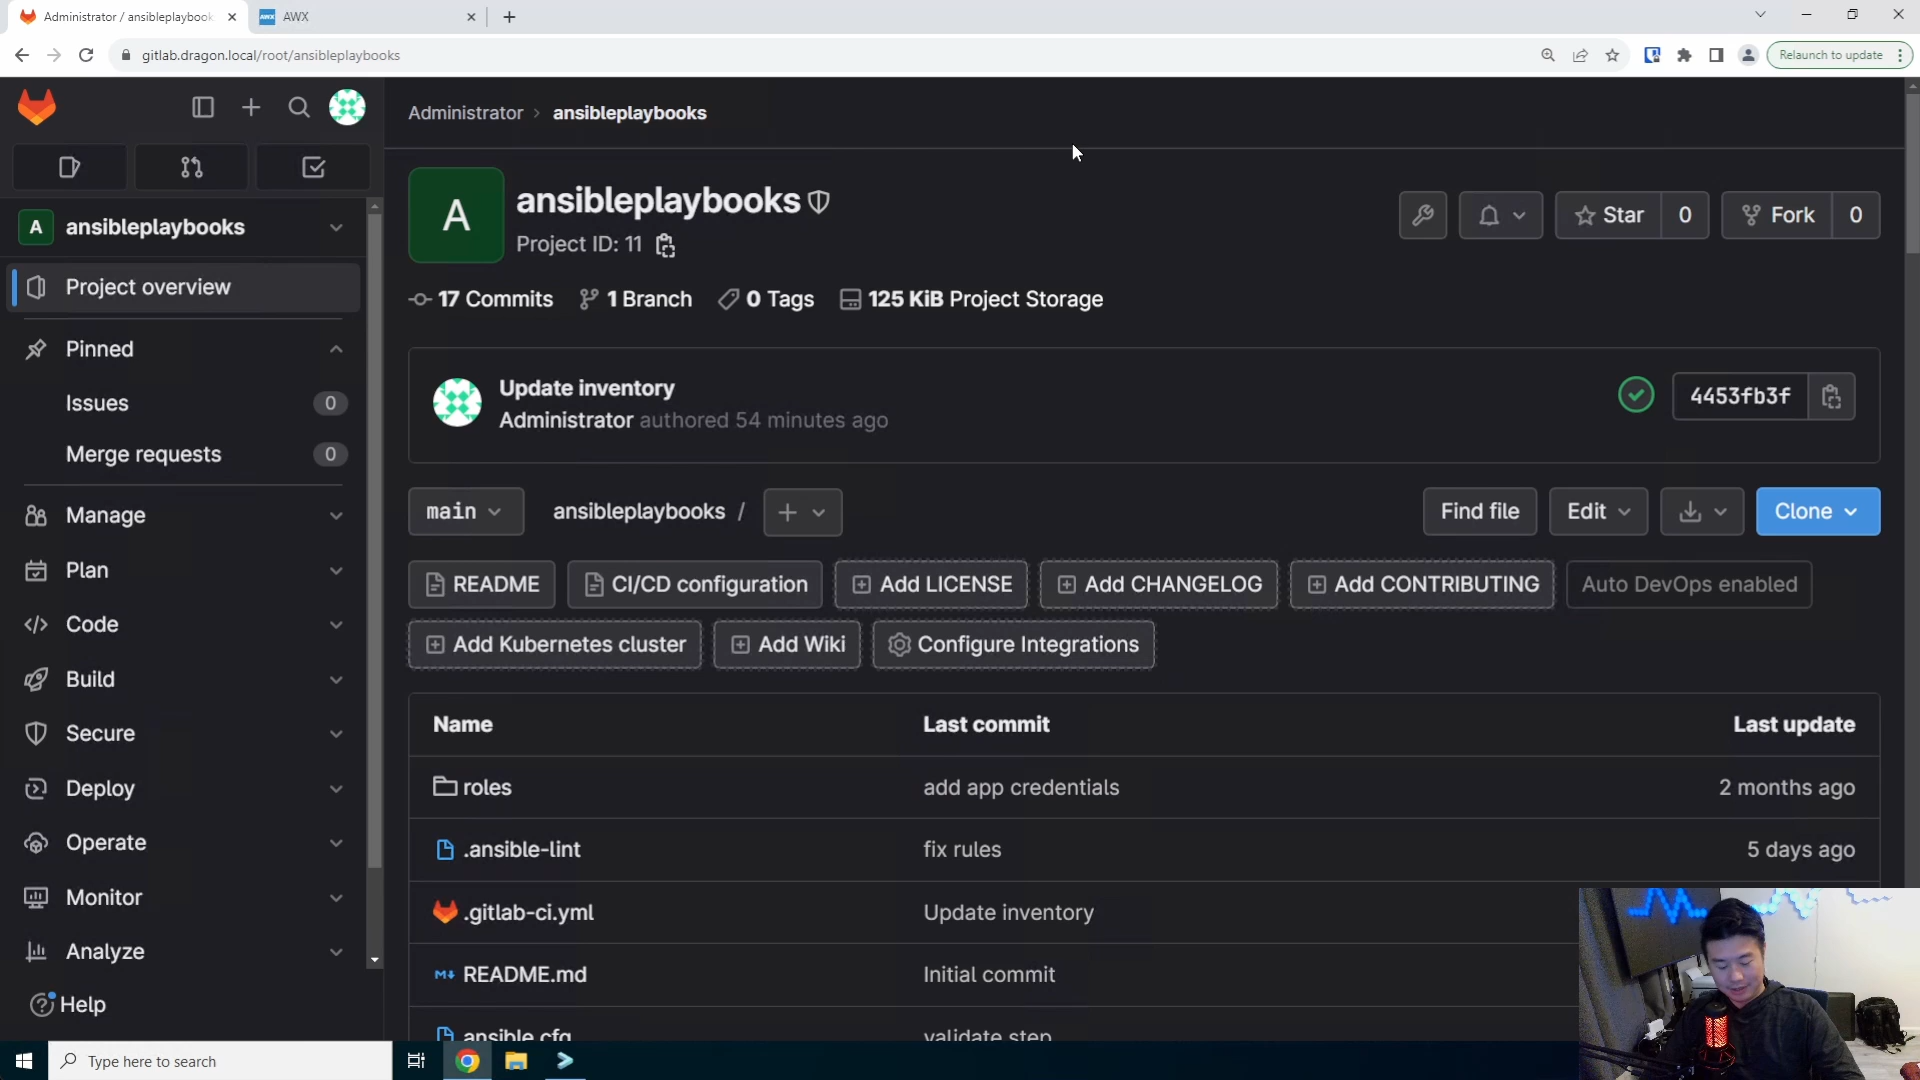 Administrator / ansibleplaybook
AWX
AWX
gitlab.dragon.local/root/ansibleplaybooks
Relaunch to update
Administrator > ansibleplaybooks
A ansibleplaybooks
Project overview
Pinned
Issues 0
Merge requests 0
Manage
Plan
Code
Build
Secure
Deploy
Operate
Monitor
Analyze
Help
A
ansibleplaybooks
Project ID: 11
Star 0
Fork 0
17 Commits
1 Branch
0 Tags
125 KiB Project Storage
Update inventory
Administrator authored 54 minutes ago
4453fb3f
main
ansibleplaybooks /
Find file
Edit
Clone
README
CI/CD configuration
Add LICENSE
Add CHANGELOG
Add CONTRIBUTING
Auto DevOps enabled
Add Kubernetes cluster
Add Wiki
Configure Integrations
Name Last commit Last update
roles add app credentials 2 months ago
.ansible-lint fix rules 5 days ago
.gitlab-ci.yml Update inventory
README.md Initial commit
ansible.cfg validate step
Type here to search